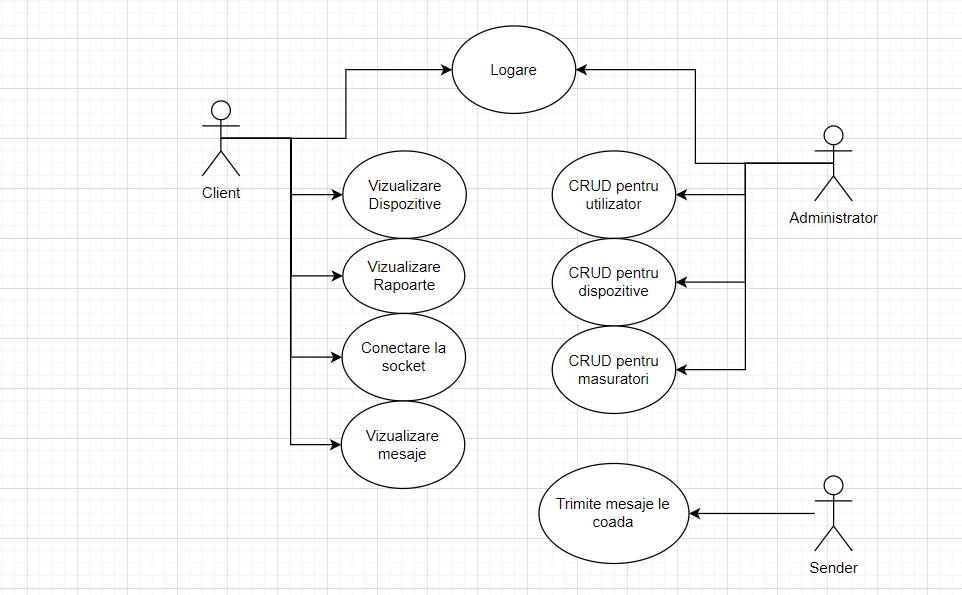 Logare
Client
Vizualizare
Dispozitive
Vizualizare
Rapoarte
Conectare la
socket
Vizualizare
mesaje
CRUD pentru
utilizator
CRUD pentru
dispozitive
CRUD pentru
masuratori
Administrator
Trimite mesaje le
coada
Sender